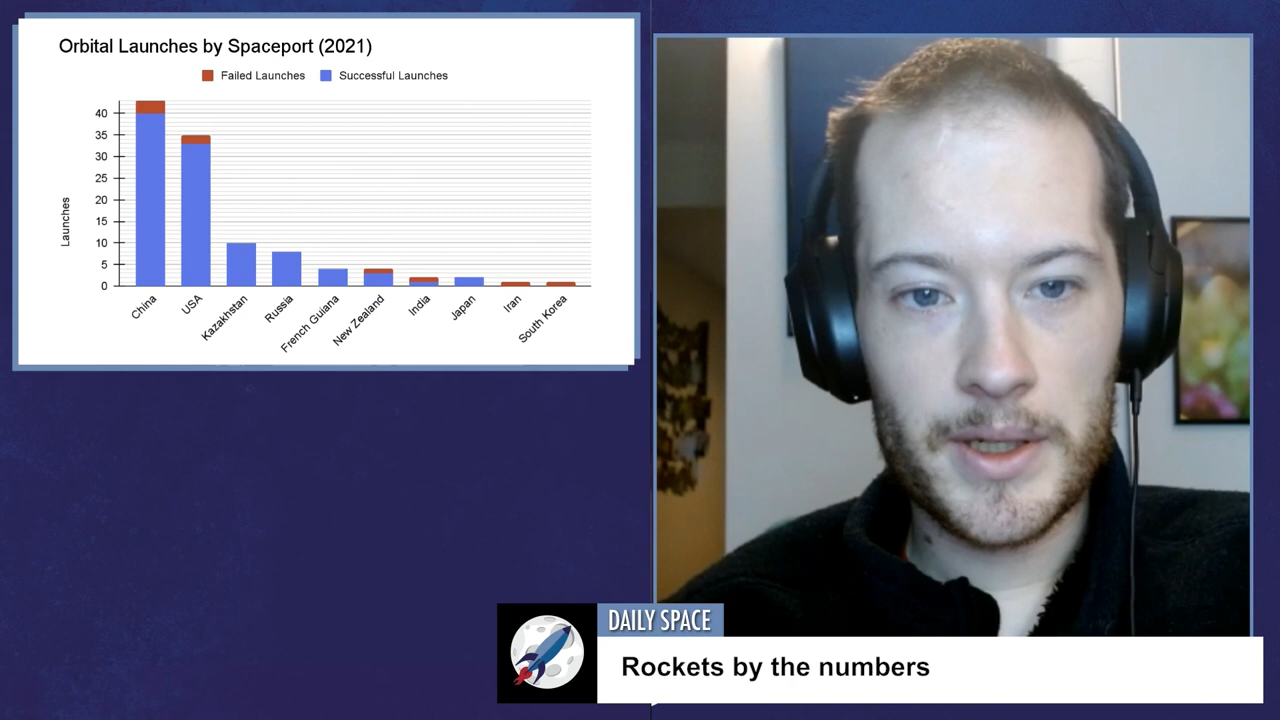 Orbital Launches by Spaceport (2021)
Failed Launches Successful Launches
Launches
40
35
30
25
20
15
10
5
0
China USA Kazakhstan Russia French Guiana New Zealand India Japan Iran South Korea
DAILY SPACE
Rockets by the numbers